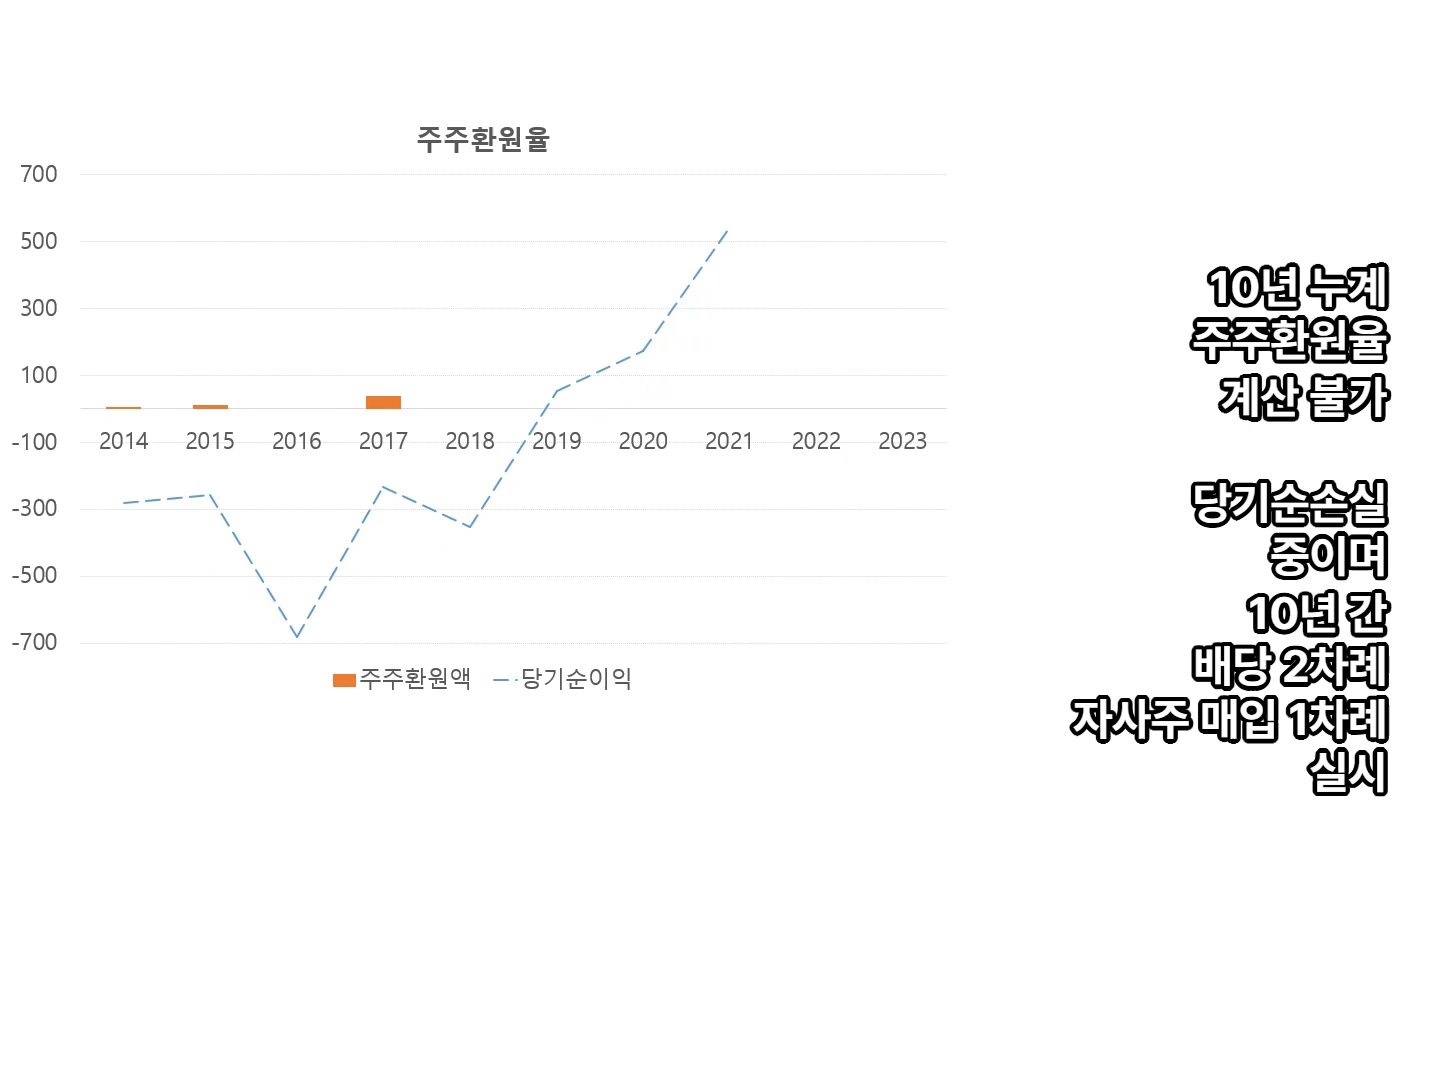 주주환원율
700
500
300
100
-100
-300
-500
-700
2014 2015 2016 2017 2018 2019 2020 2021 2022 2023
주주환원액 당기순이익
10년 누계
주주환원율
계산 불가
당기순손실
중이며
10년 간
배당 2차례
자사주 매입 1차례
실시